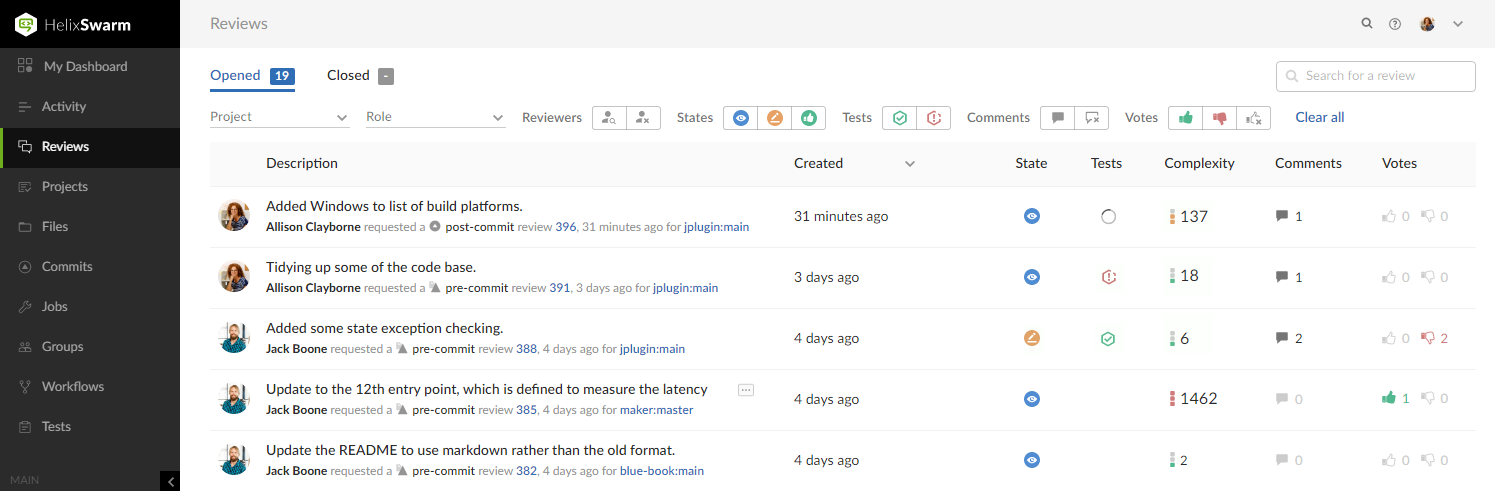 HelixSwarm
Reviews
My Dashboard
Activity
Reviews
Projects
Files
Commits
Jobs
Groups
Workflows
Tests
MAIN
Opened 19 Closed -
Search for a review
Project Role Reviewers States Tests Comments Votes Clear all
Description Created State Tests Complexity Comments Votes
Added Windows to list of build platforms.
Allison Clayborne requested a post-commit review 396, 31 minutes ago for jplugin:main
31 minutes ago 137 1 0 0
Tidying up some of the code base.
Allison Clayborne requested a pre-commit review 391, 3 days ago for jplugin:main
3 days ago 18 1 0 0
Added some state exception checking.
Jack Boone requested a pre-commit review 388, 4 days ago for jplugin:main
4 days ago 6 2 0 2
Update to the 12th entry point, which is defined to measure the latency ...
Jack Boone requested a pre-commit review 385, 4 days ago for maker:master
4 days ago 1462 0 1 0
Update the README to use markdown rather than the old format.
Jack Boone requested a pre-commit review 382, 4 days ago for blue-book:main
4 days ago 2 0 0 0